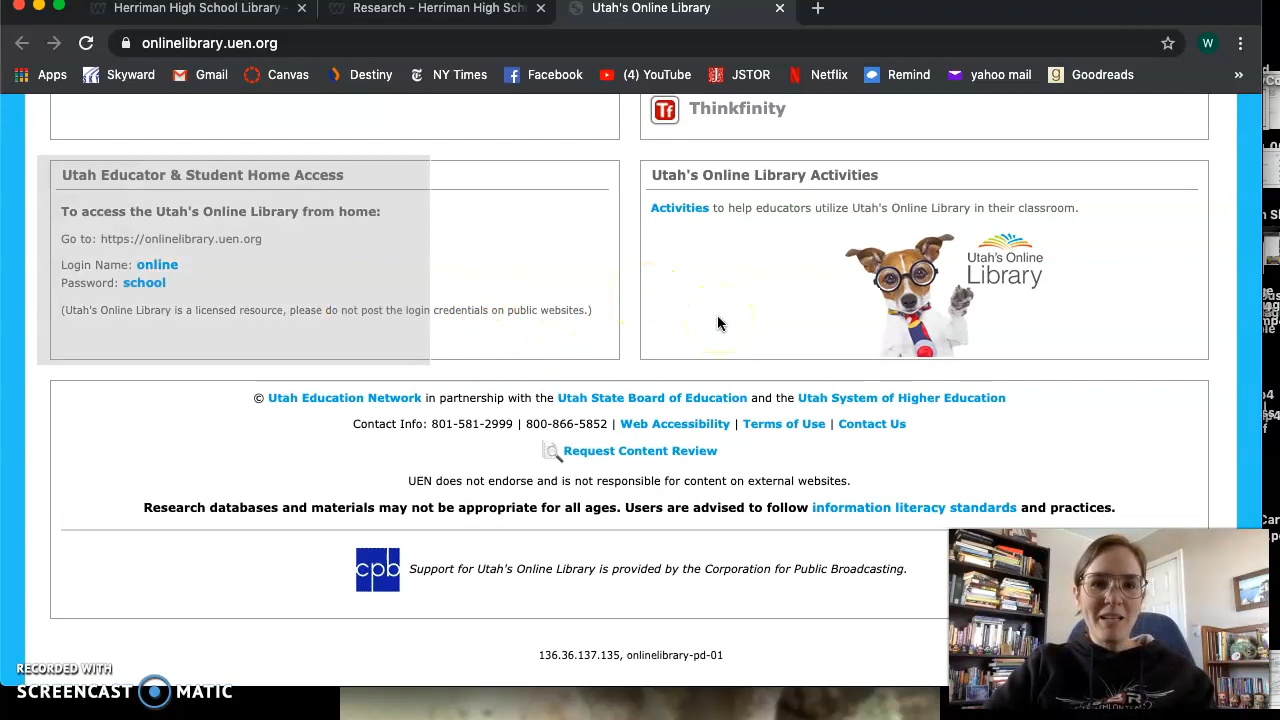 Herriman High School Library -
Research - Herriman High Sch
Utah's Online Library
onlinelibrary.uen.org
W
Apps
Skyward
Gmail
Canvas
Destiny
NY Times
Facebook
(4) YouTube
JSTOR
Netflix
Remind
yahoo mail
Goodreads
»
Tf Thinkfinity
Utah Educator & Student Home Access
To access the Utah's Online Library from home:
Go to: https://onlinelibrary.uen.org
Login Name: online
Password: school
(Utah's Online Library is a licensed resource, please do not post the login credentials on public websites.)
Utah's Online Library Activities
Activities to help educators utilize Utah's Online Library in their classroom.
Utah's Online
Library
© Utah Education Network in partnership with the Utah State Board of Education and the Utah System of Higher Education
Contact Info: 801-581-2999 | 800-866-5852 | Web Accessibility | Terms of Use | Contact Us
Request Content Review
UEN does not endorse and is not responsible for content on external websites.
Research databases and materials may not be appropriate for all ages. Users are advised to follow information literacy standards and practices.
cpb Support for Utah's Online Library is provided by the Corporation for Public Broadcasting.
136.36.137.135, onlinelibrary-pd-01
RECORDED WITH
SCREENCAST MATIC